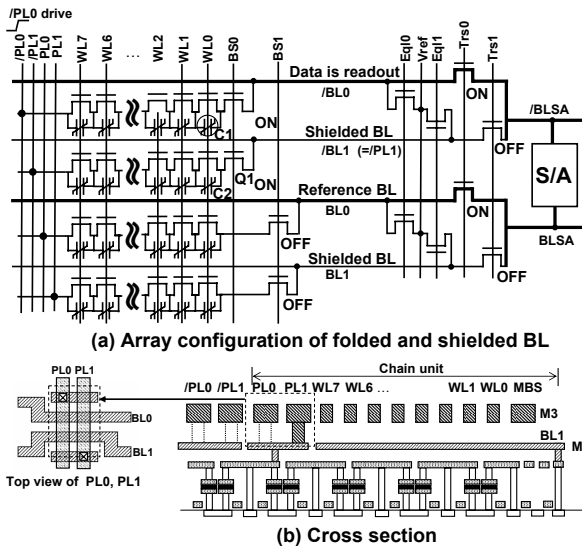 /PL0 drive
/PL0
/PL1
PL0
PL1
WL7
WL6
...
WL2
WL1
WL0
BS0
BS1
Eql0
Vref
Eql1
Trs0
Trs1
Data is readout
/BL0
ON
ON
/BLSA
C1
Shielded BL
/BL1 (=/PL1)
OFF
Q1
ON
C2
Reference BL
BL0
ON
S/A
OFF
BLSA
Shielded BL
BL1
OFF
OFF
(a) Array configuration of folded and shielded BL
PL0 PL1
BL0
BL1
Top view of PL0, PL1
Chain unit
/PL0 /PL1 PL0 PL1 WL7 WL6 ... WL1 WL0 MBS
M3
BL1
M
(b) Cross section